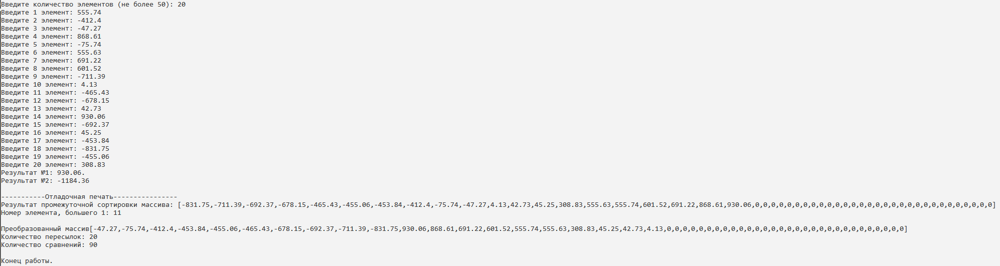 Введите количество элементов (не более 50): 20
Введите 1 элемент: 555.74
Введите 2 элемент: -412.4
Введите 3 элемент: -47.27
Введите 4 элемент: 868.61
Введите 5 элемент: -75.74
Введите 6 элемент: 555.63
Введите 7 элемент: 691.22
Введите 8 элемент: 601.52
Введите 9 элемент: -711.39
Введите 10 элемент: 4.13
Введите 11 элемент: -465.43
Введите 12 элемент: -678.15
Введите 13 элемент: 42.73
Введите 14 элемент: 930.06
Введите 15 элемент: -692.37
Введите 16 элемент: 45.25
Введите 17 элемент: -453.84
Введите 18 элемент: -831.75
Введите 19 элемент: -455.06
Введите 20 элемент: 308.83
Результат №1: 930.06.
Результат №2: -1184.36
-----------Отладочная печать----------------
Результат промежуточной сортировки массива: [-831.75,-711.39,-692.37,-678.15,-465.43,-455.06,-453.84,-412.4,-75.74,-47.27,4.13,42.73,45.25,308.83,555.63,555.74,601.52,691.22,868.61,930.06,0,0,0,0,0,0,0,0,0,0,0,0,0,0,0,0,0,0,0,0,0,0,0,0,0,0,0,0,0,0]
Номер элемента, большего 1: 11
Преобразованный массив[-47.27,-75.74,-412.4,-453.84,-455.06,-465.43,-678.15,-692.37,-711.39,-831.75,930.06,868.61,691.22,601.52,555.74,555.63,308.83,45.25,42.73,4.13,0,0,0,0,0,0,0,0,0,0,0,0,0,0,0,0,0,0,0,0,0,0,0,0,0,0,0,0,0,0]
Количество пересылок: 20
Количество сравнений: 90
Конец работы.